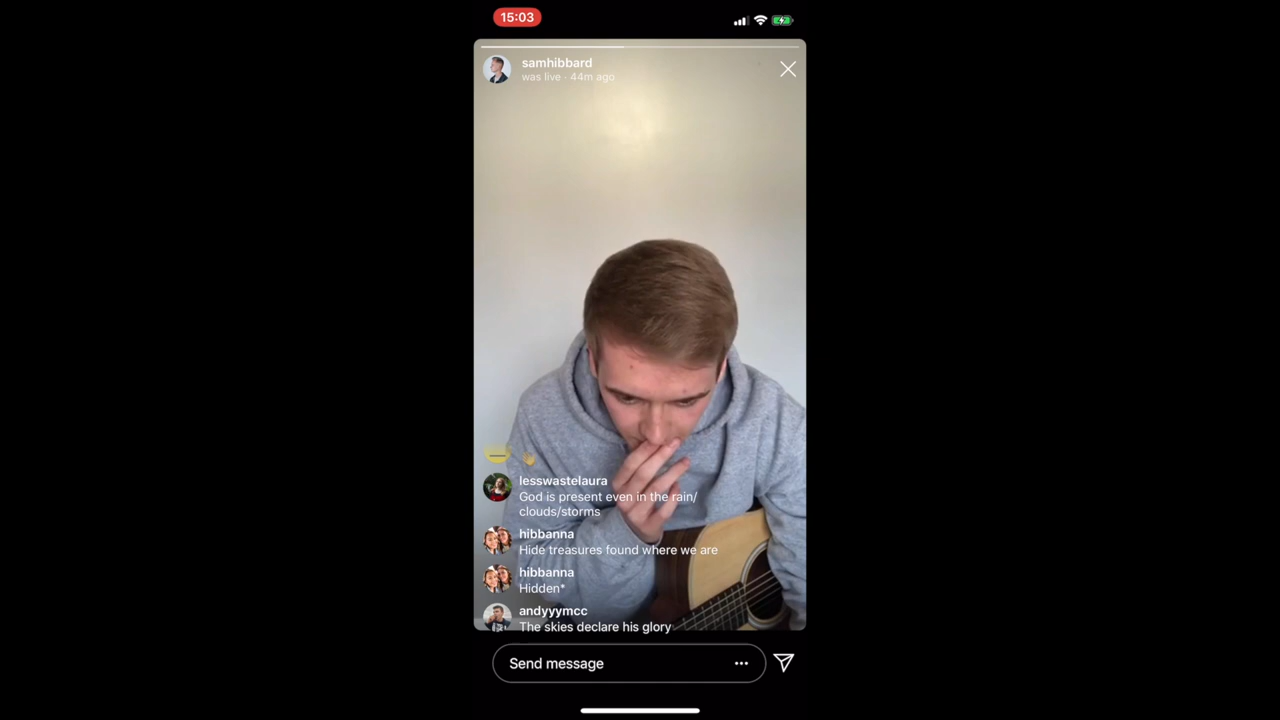 15:03
samhibbard
was live · 44m ago
lesswastelaura
God is present even in the rain/
clouds/storms
hibbanna
Hide treasures found where we are
hibbanna
Hidden*
andyyymcc
The skies declare his glory
Send message